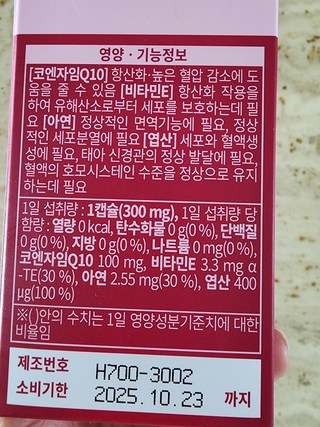 영양 · 기능정보
[코엔자임Q10] 항산화·높은 혈압 감소에 도
움을 줄 수 있음 [비타민E] 항산화 작용을
하여 유해산소로부터 세포를 보호하는데 필
요 [아연] 정상적인 면역기능에 필요, 정상
적인 세포분열에 필요 [엽산] 세포와 혈액생
성에 필요, 태아 신경관의 정상 발달에 필요,
혈액의 호모시스테인 수준을 정상으로 유지
하는데 필요
1일 섭취량 : 1캡슐(300 mg), 1일 섭취량 당
함량 : 열량 0 kcal, 탄수화물 0 g(0 %), 단백질
0 g(0 %), 지방 0 g(0 %), 나트륨 0 mg(0 %),
코엔자임Q10 100 mg, 비타민E 3.3 mg α
-TE(30 %), 아연 2.55 mg(30 %), 엽산 400
μg(100 %)
※( )안의 수치는 1일 영양성분기준치에 대한
비율임
제조번호 H700-3002
소비기한 2025.10.23 까지